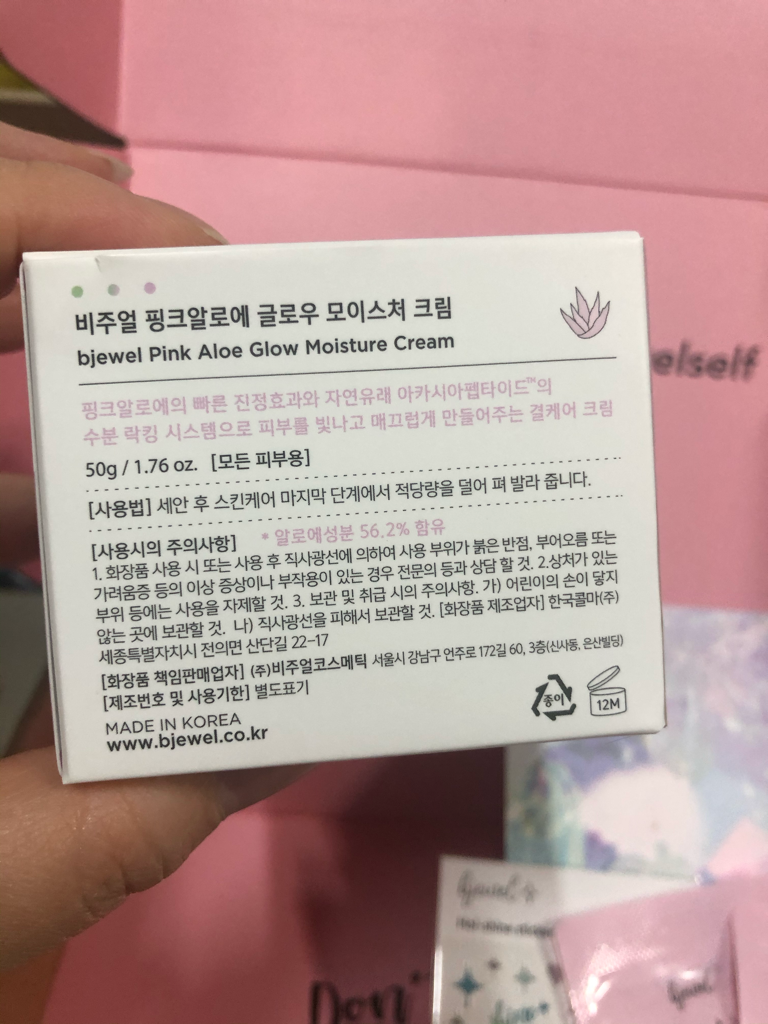 비주얼 핑크알로에 글로우 모이스처 크림
bjewel Pink Aloe Glow Moisture Cream
핑크알로에의 빠른 진정효과와 자연유래 아카시아펩타이드™의
수분 락킹 시스템으로 피부를 빛나고 매끄럽게 만들어주는 결케어 크림
50g / 1.76 oz. [모든 피부용]
[사용법] 세안 후 스킨케어 마지막 단계에서 적당량을 덜어 펴 발라 줍니다.
[사용시의 주의사항] * 알로에성분 56.2% 함유
1. 화장품 사용 시 또는 사용 후 직사광선에 의하여 사용 부위가 붉은 반점, 부어오름 또는
가려움증 등의 이상 증상이나 부작용이 있는 경우 전문의 등과 상담 할 것. 2.상처가 있는
부위 등에는 사용을 자제할 것. 3. 보관 및 취급 시의 주의사항. 가) 어린이의 손이 닿지
않는 곳에 보관할 것. 나) 직사광선을 피해서 보관할 것. [화장품 제조업자] 한국콜마(주)
세종특별자치시 전의면 산단길 22-17
[화장품 책임판매업자] (주)비주얼코스메틱 서울시 강남구 언주로 172길 60, 3층(신사동, 은산빌딩)
[제조번호 및 사용기한] 별도표기
MADE IN KOREA
www.bjewel.co.kr
종이
12M
elself
bjewel
Don'
bjewel